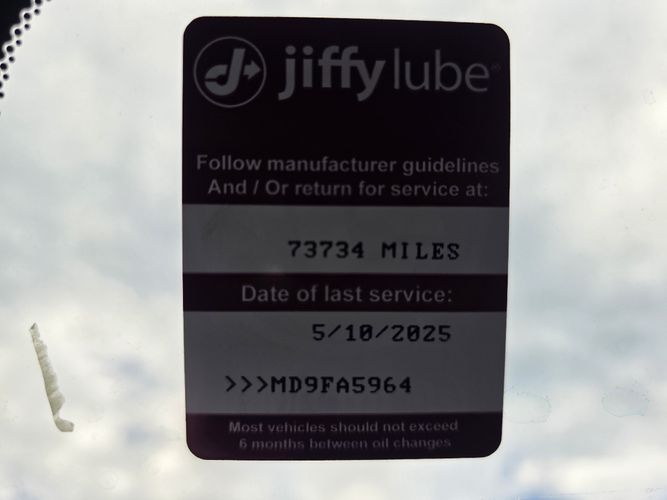 jiffy lube
Follow manufacturer guidelines
And / Or return for service at:
73734 MILES
Date of last service:
5/10/2025
>>>MD9FA5964
Most vehicles should not exceed
6 months between oil changes